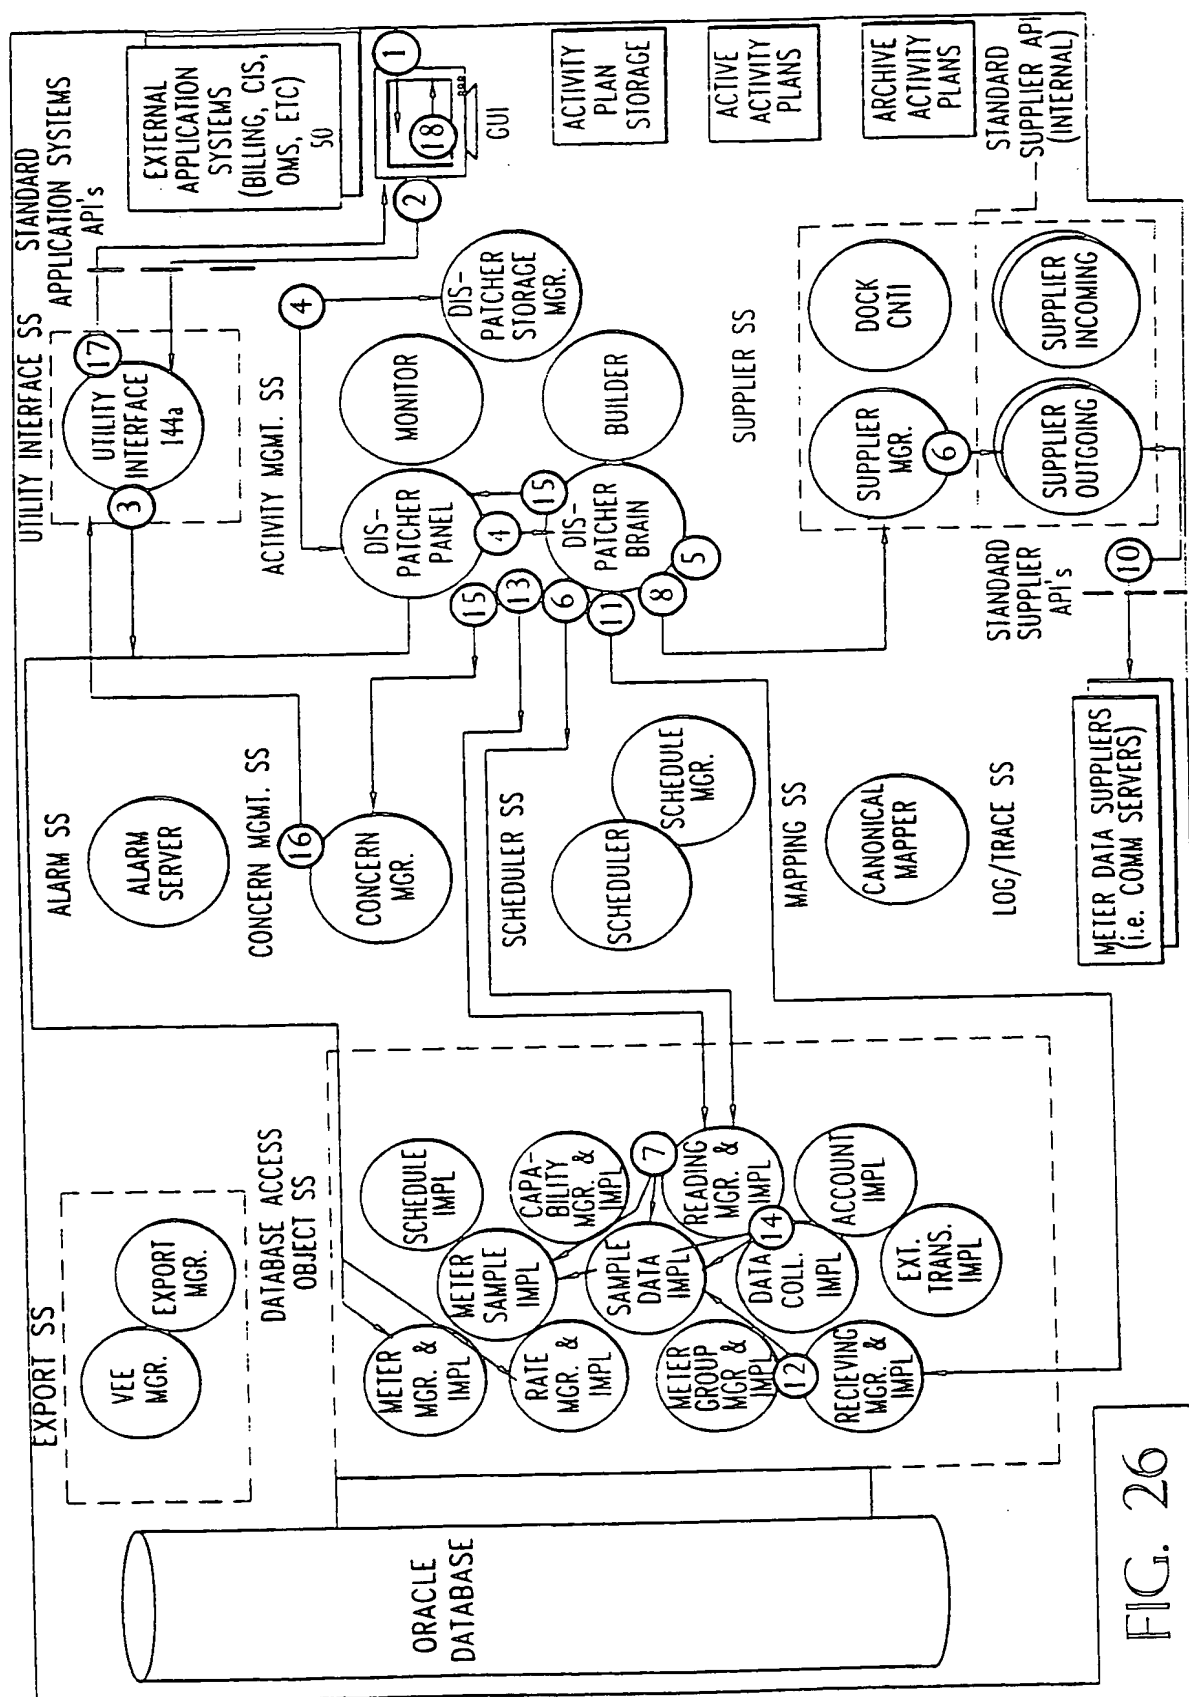 EXPORT SS
VEE
MGR.
EXPORT
MGR.
DATABASE ACCESS
OBJECT SS
ORACLE
DATABASE
METER
MGR. &
IMPL
SCHEDULE
IMPL
METER
SAMPLE
IMPL
RATE
MGR. &
IMPL
CAPA-
BILITY
MGR. &
IMPL
SAMPLE
DATA
IMPL
7
METER
GROUP
MGR &
IMPL
READING
MGR. &
IMPL
14
DATA
COLL.
IMPL
12
RECIEVING
MGR. &
IMPL
ACCOUNT
IMPL
EXT.
TRANS.
IMPL
ALARM SS
ALARM
SERVER
CONCERN MGMT. SS
16
CONCERN
MGR.
SCHEDULER SS
SCHEDULER
SCHEDULE
MGR.
MAPPING SS
CANONICAL
MAPPER
LOG/TRACE SS
METER DATA SUPPLIERS
(i.e. COMM SERVERS)
UTILITY INTERFACE SS
3
UTILITY
INTERFACE
144a
17
STANDARD
APPLICATION SYSTEMS
API's
ACTIVITY MGMT. SS
4
DIS-
PATCHER
PANEL
MONITOR
DIS-
PATCHER
STORAGE
MGR.
15
13
6
11
8
5
4
15
DIS-
PATCHER
BRAIN
BUILDER
SUPPLIER SS
SUPPLIER
MGR.
6
DOCK
CNTI
SUPPLIER
OUTGOING
SUPPLIER
INCOMING
STANDARD
SUPPLIER
API'S
10
EXTERNAL
APPLICATION
SYSTEMS
(BILLING, CIS,
OMS, ETC)
50
1
18
2
GUI
ACTIVITY
PLAN
STORAGE
ACTIVE
ACTIVITY
PLANS
ARCHIVE
ACTIVITY
PLANS
STANDARD
SUPPLIER API
(INTERNAL)
FIG. 26